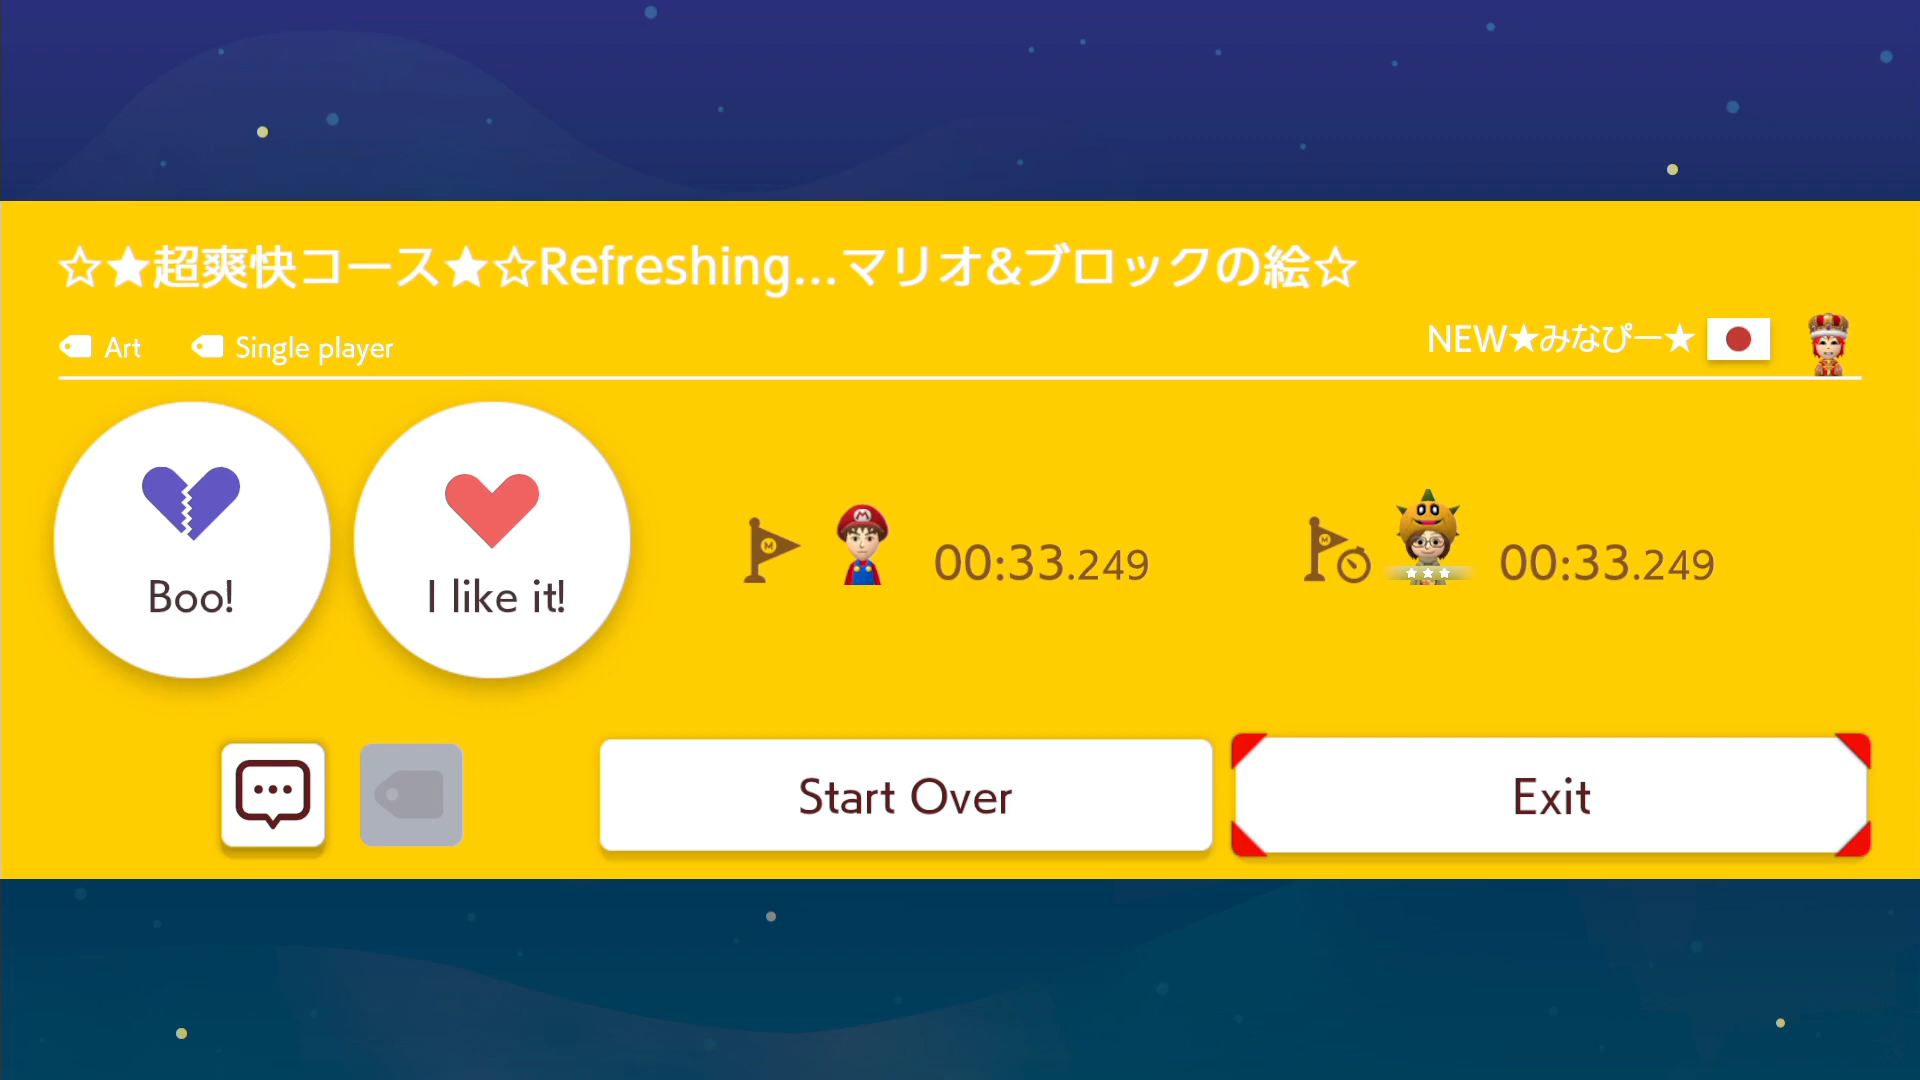 ☆★超爽快コース★☆Refreshing...マリオ&ブロックの絵☆
Art Single player
NEW★みなぴー★
Boo!
I like it!
00:33.249
00:33.249
Start Over
Exit